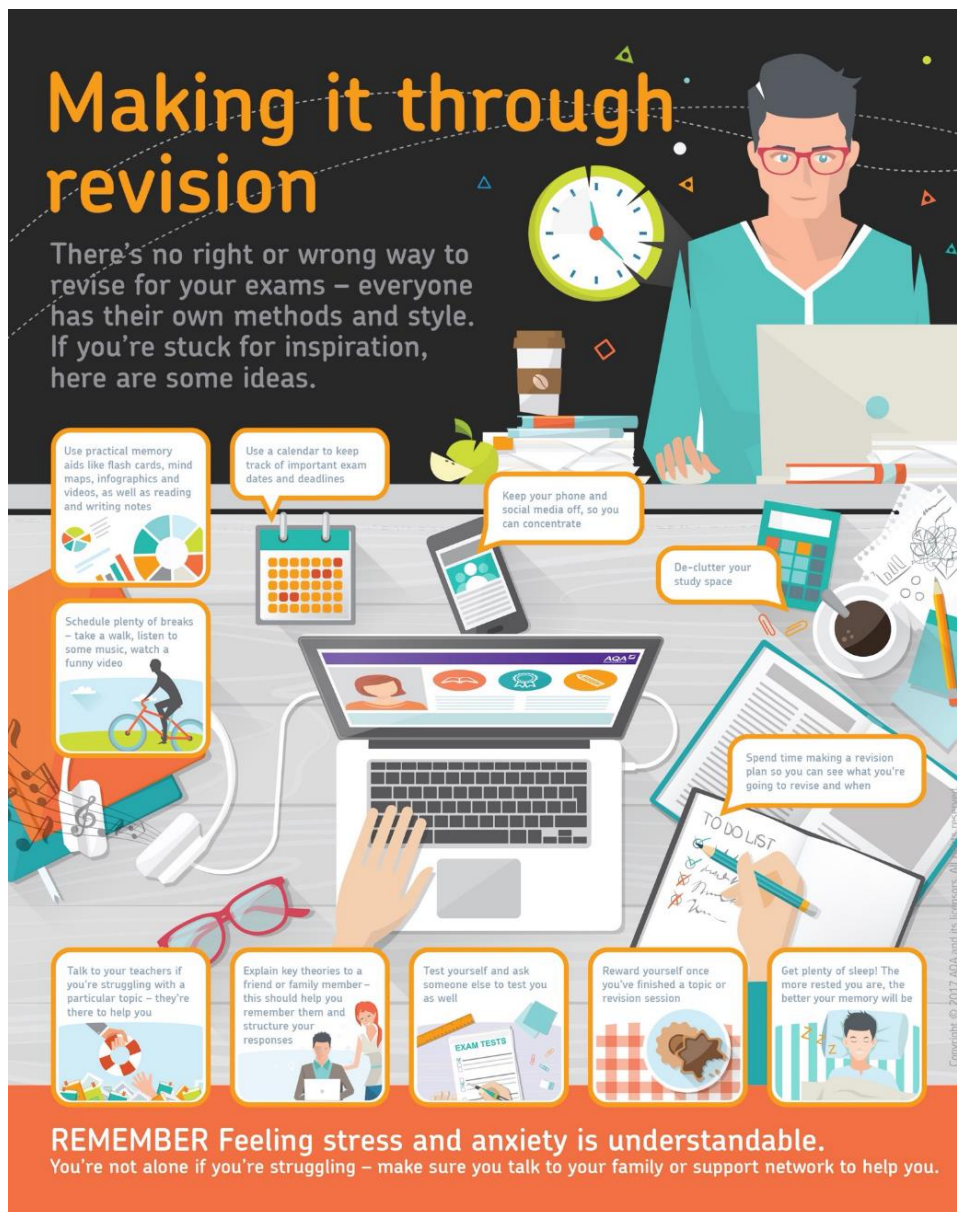 Making it through
revision
There's no right or wrong way to
revise for your exams – everyone
has their own methods and style.
If you're stuck for inspiration,
here are some ideas.
Use practical memory
aids like flash cards, mind
maps, infographics and
videos, as well as reading
and writing notes
Use a calendar to keep
track of important exam
dates and deadlines
Keep your phone and
social media off, so you
can concentrate
De-clutter your
study space
Schedule plenty of breaks
– take a walk, listen to
some music, watch a
funny video
AQA
Spend time making a revision
plan so you can see what you're
going to revise and when
TO DO LIST
Talk to your teachers if
you're struggling with a
particular topic – they're
there to help you
Explain key theories to a
friend or family member –
this should help you
remember them and
structure your
responses
Test yourself and ask
someone else to test you
as well
EXAM TESTS
Reward yourself once
you've finished a topic or
revision session
Get plenty of sleep! The
more rested you are, the
better your memory will be
Z Z Z
Copyright © 2017 AQA and its licensors. All rights reserved.
REMEMBER Feeling stress and anxiety is understandable.
You're not alone if you're struggling – make sure you talk to your family or support network to help you.